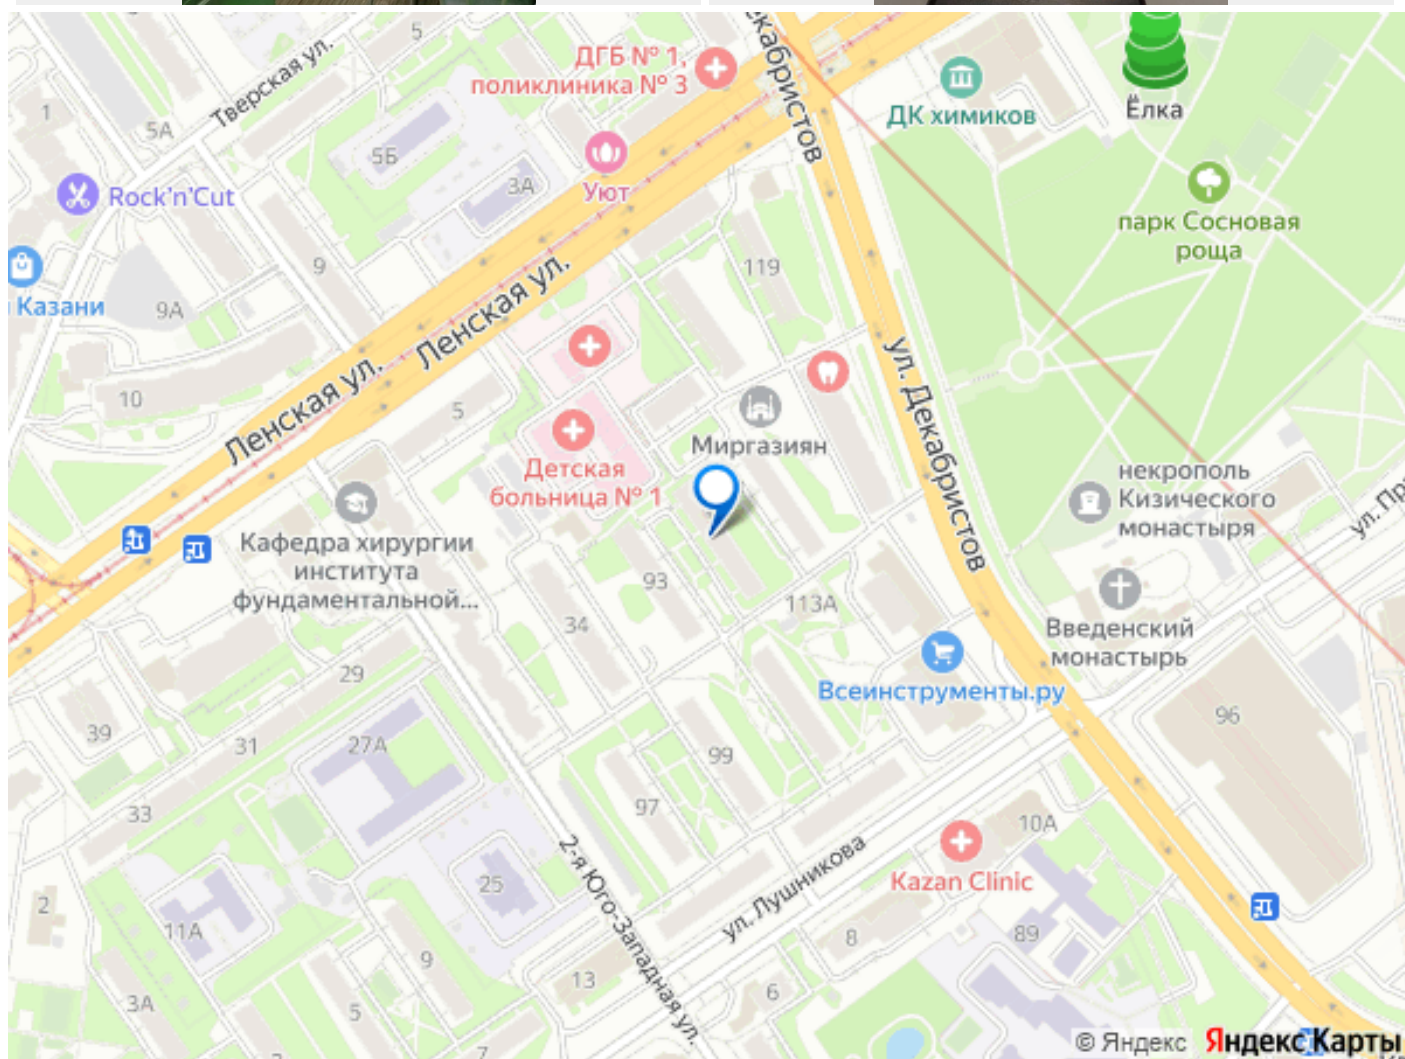 5
Тверская ул.
ДГБ № 1,
поликлиника № 3
ул. Декабристов
ДК химиков
Ёлка
1
5А
5Б
3А
Уют
Rock'n'Cut
парк Сосновая
роща
Казани
9
9А
119
Ленская ул.
Ленская ул.
10
5
ул. Декабристов
Миргазиян
Детская
больница № 1
некрополь
Кизического
монастыря
Кафедра хирургии
института
фундаментальной...
93
113А
34
Введенский
монастырь
29
Всеинструменты.ру
39
31
27А
99
96
33
97
10А
2-я Юго-Западная ул.
ул. Лушникова
Kazan Clinic
25
2
11А
8
89
9
13
3А
5
6
7
© Яндекс Яндекс Карты